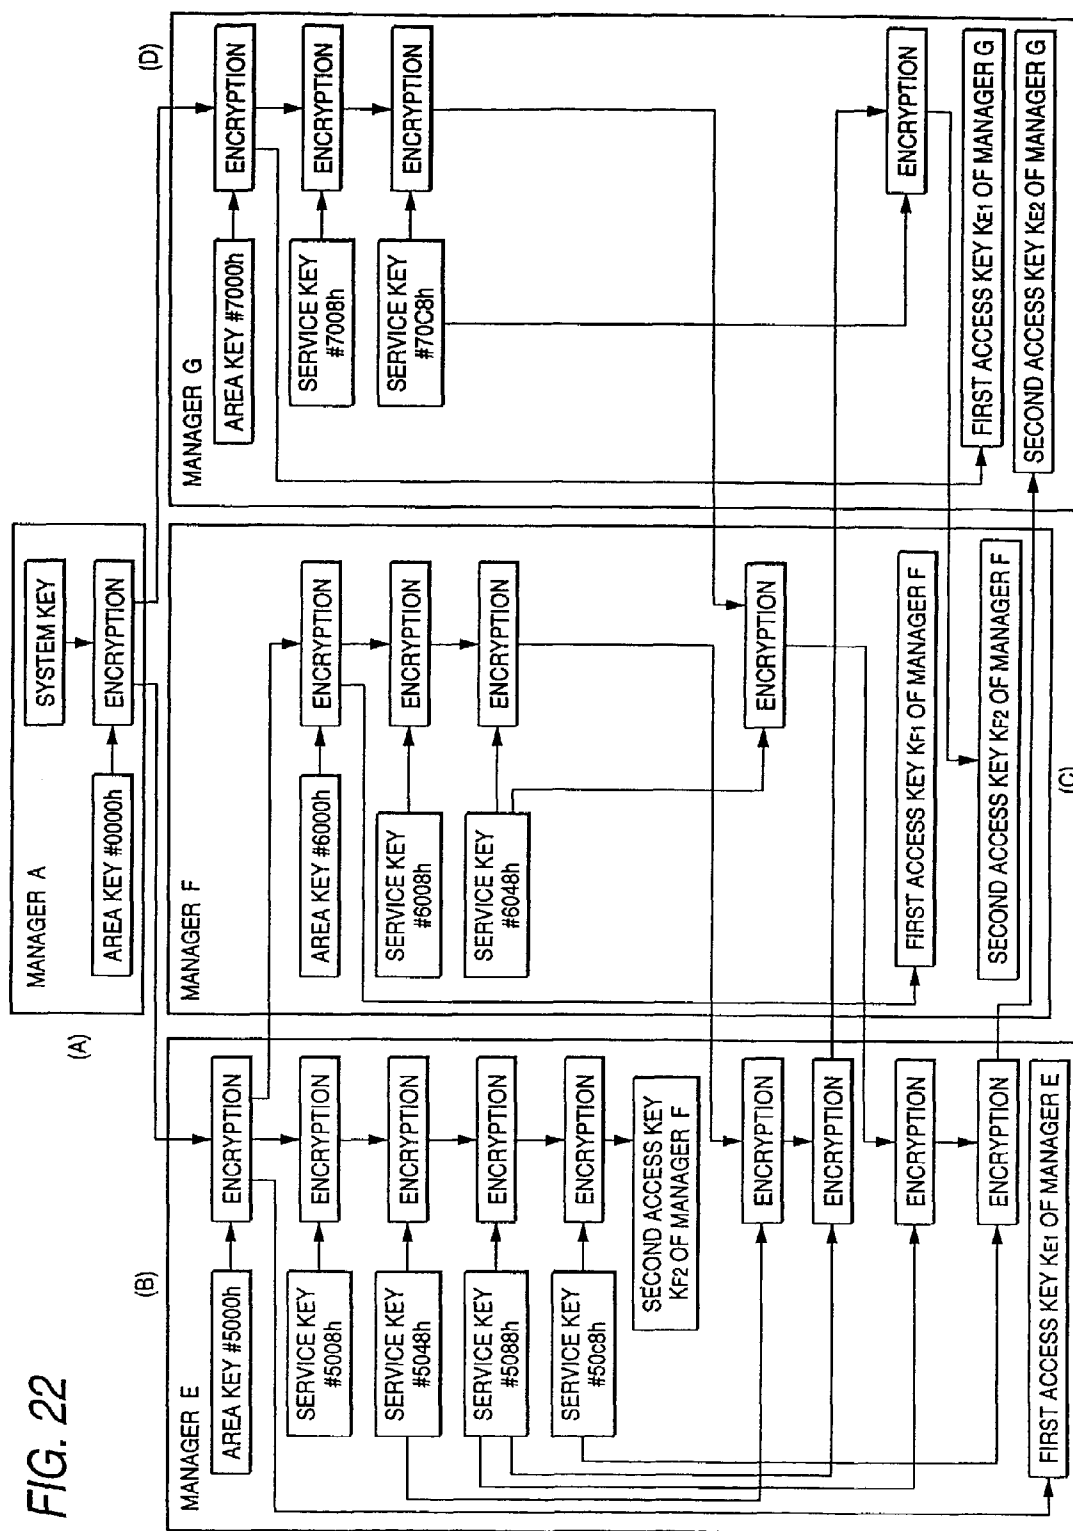 FIG. 22
(A)
MANAGER A
SYSTEM KEY
AREA KEY #0000h
ENCRYPTION
(B)
MANAGER E
AREA KEY #5000h
ENCRYPTION
SERVICE KEY
#5008h
ENCRYPTION
SERVICE KEY
#5048h
ENCRYPTION
SERVICE KEY
#5088h
ENCRYPTION
SERVICE KEY
#50c8h
ENCRYPTION
SECOND ACCESS KEY
KF2 OF MANAGER F
ENCRYPTION
ENCRYPTION
ENCRYPTION
ENCRYPTION
FIRST ACCESS KEY KE1 OF MANAGER E
MANAGER F
AREA KEY #6000h
ENCRYPTION
SERVICE KEY
#6008h
ENCRYPTION
SERVICE KEY
#6048h
ENCRYPTION
ENCRYPTION
FIRST ACCESS KEY KF1 OF MANAGER F
SECOND ACCESS KEY KF2 OF MANAGER F
(C)
(D)
MANAGER G
AREA KEY #7000h
ENCRYPTION
SERVICE KEY
#7008h
ENCRYPTION
SERVICE KEY
#70C8h
ENCRYPTION
ENCRYPTION
FIRST ACCESS KEY KE1 OF MANAGER G
SECOND ACCESS KEY KE2 OF MANAGER G